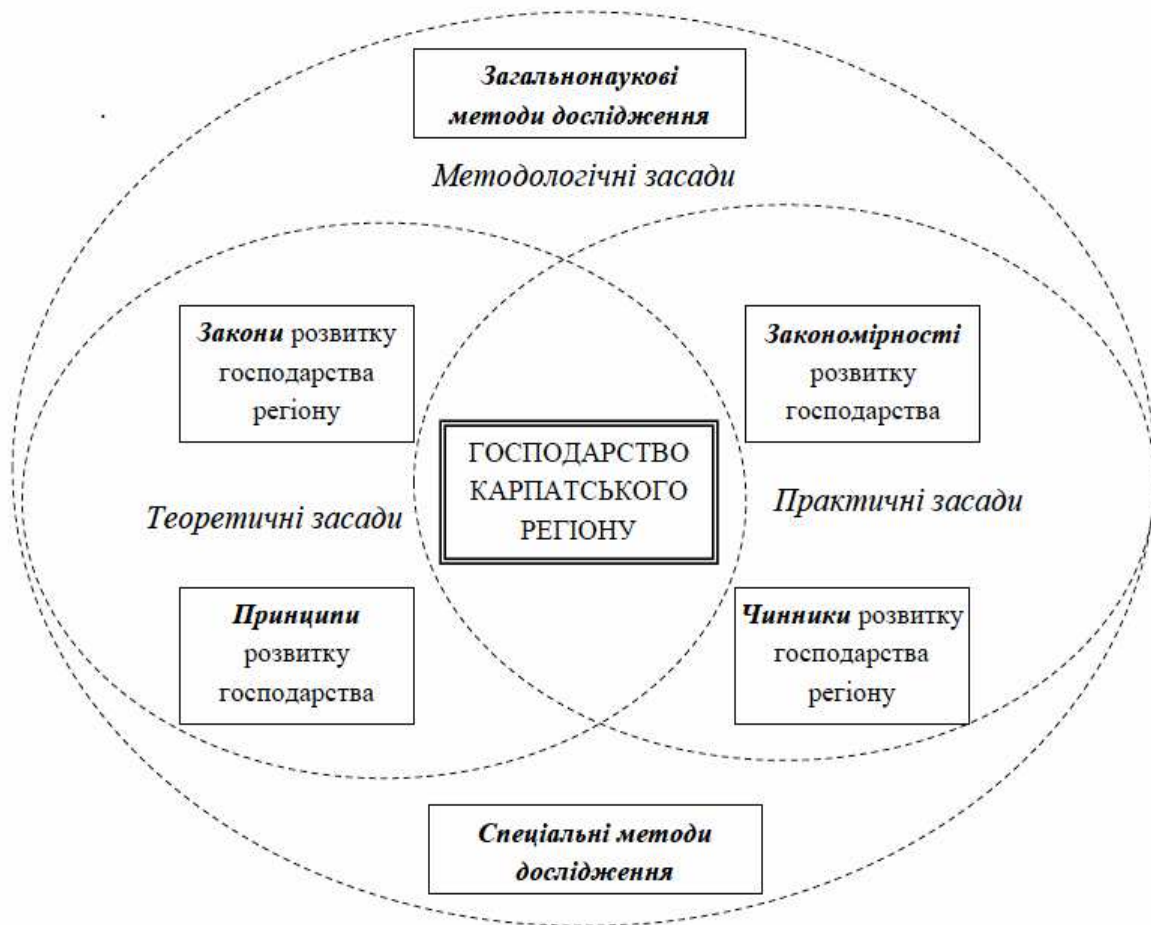 Загальнонаукові
методи дослідження
Методологічні засади
Закони розвитку
господарства
регіону
Закономірності
розвитку
господарства
ГОСПОДАРСТВО
КАРПАТСЬКОГО
РЕГІОНУ
Теоретичні засади
Практичні засади
Принципи
розвитку
господарства
Чинники розвитку
господарства
регіону
Спеціальні методи
дослідження